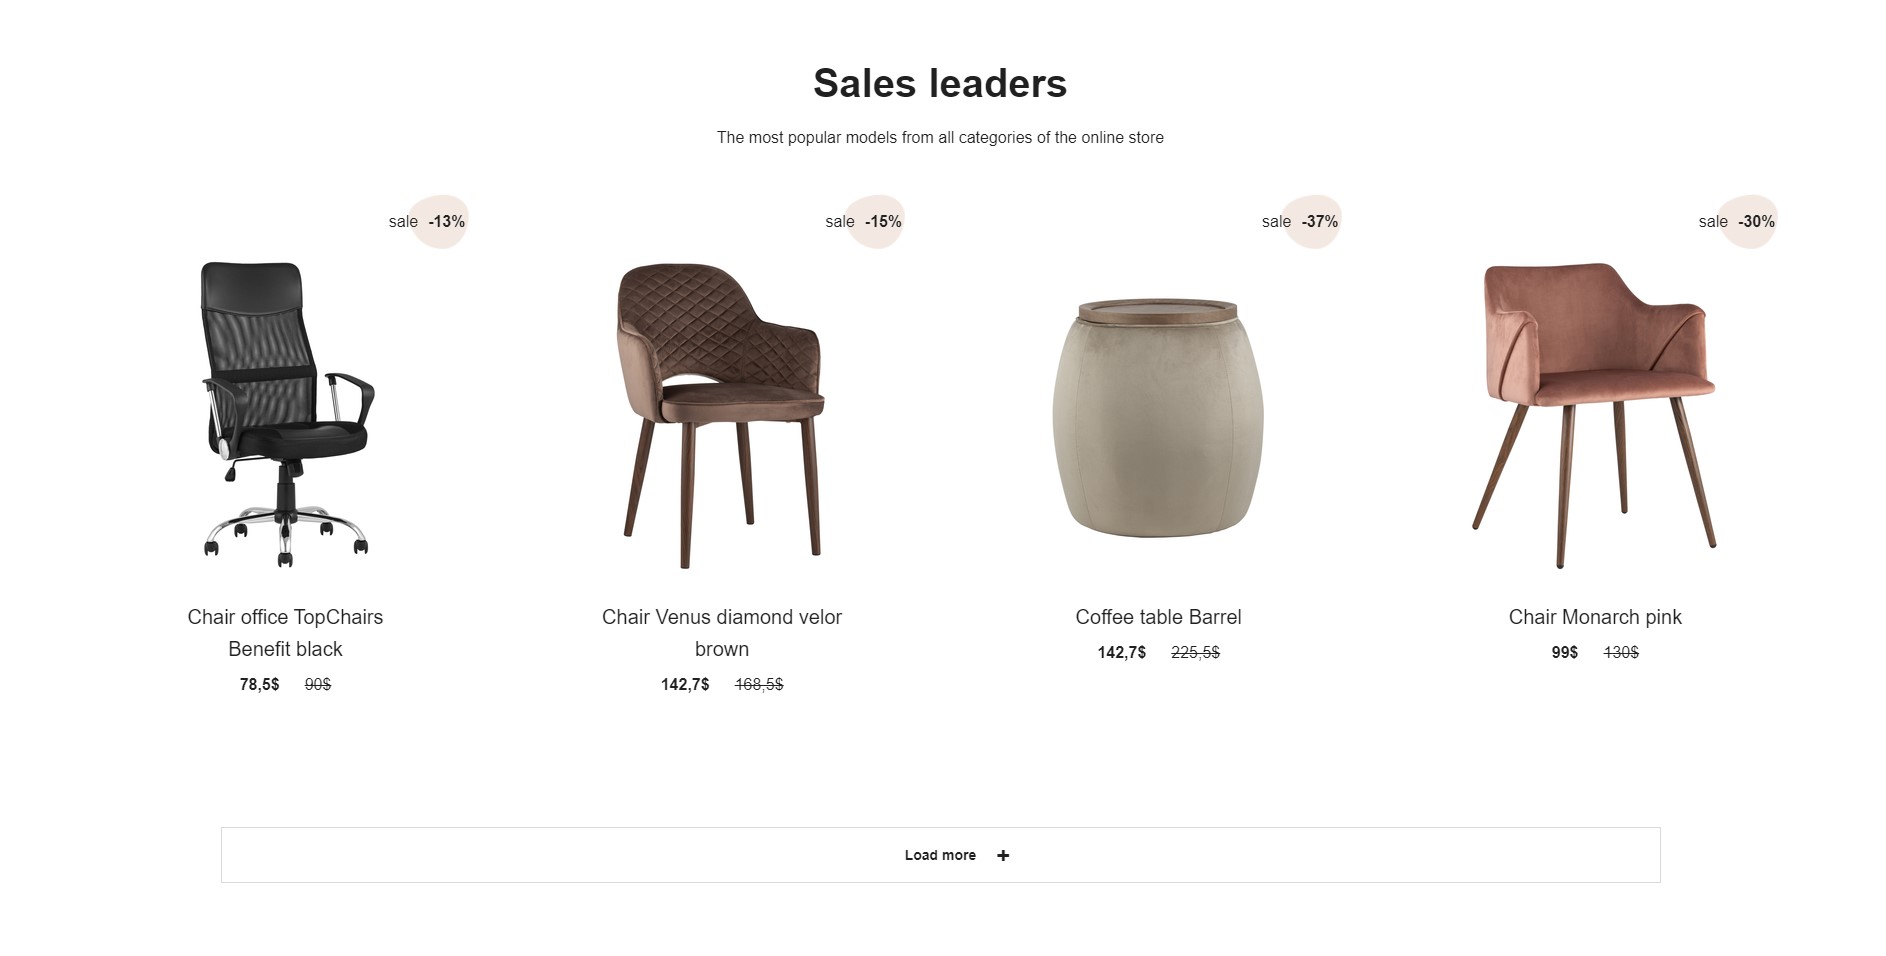 Sales leaders
The most popular models from all categories of the online store
sale -13%
Chair office TopChairs
Benefit black
78,5$ 90$
sale -15%
Chair Venus diamond velor
brown
142,7$ 168,5$
sale -37%
Coffee table Barrel
142,7$ 225,5$
sale -30%
Chair Monarch pink
99$ 130$
Load more +